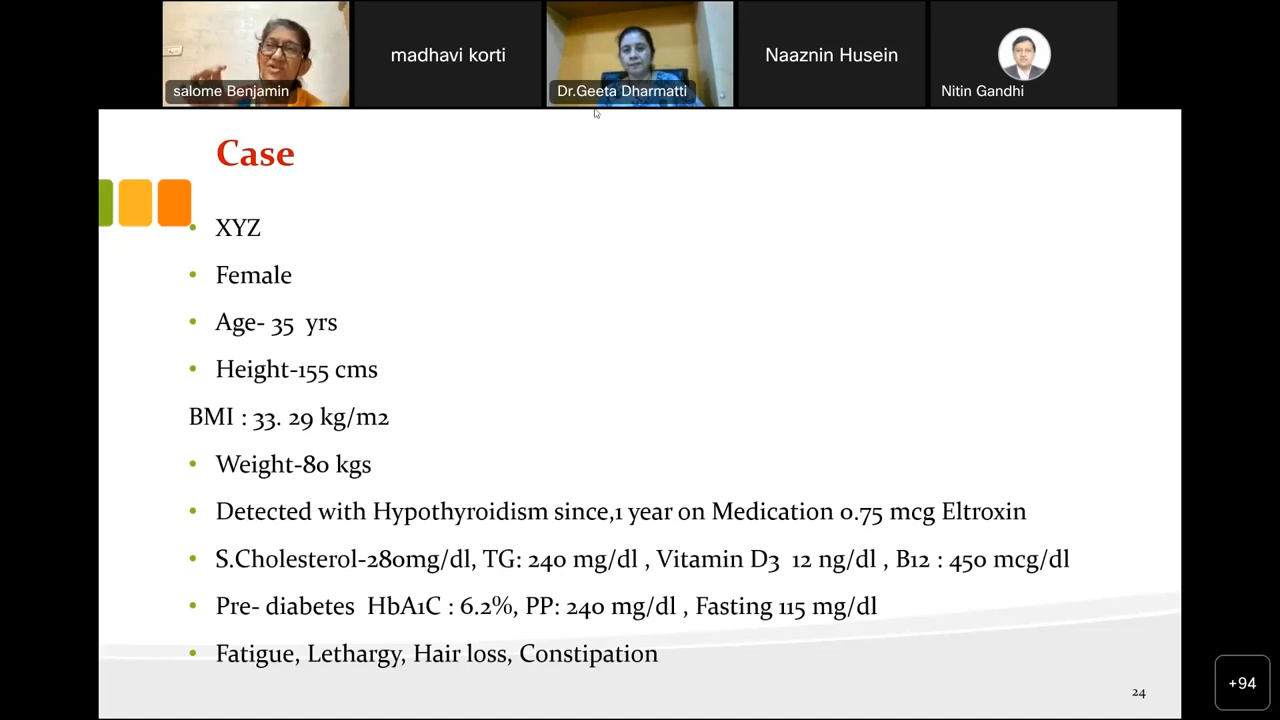 salome Benjamin
madhavi korti
Dr.Geeta Dharmatti
Naaznin Husein
Nitin Gandhi
Case
• XYZ
• Female
• Age- 35 yrs
• Height-155 cms
BMI : 33. 29 kg/m2
• Weight-80 kgs
• Detected with Hypothyroidism since,1 year on Medication 0.75 mcg Eltroxin
• S.Cholesterol-280mg/dl, TG: 240 mg/dl , Vitamin D3 12 ng/dl , B12 : 450 mcg/dl
• Pre- diabetes HbA1C : 6.2%, PP: 240 mg/dl , Fasting 115 mg/dl
• Fatigue, Lethargy, Hair loss, Constipation
24
+94